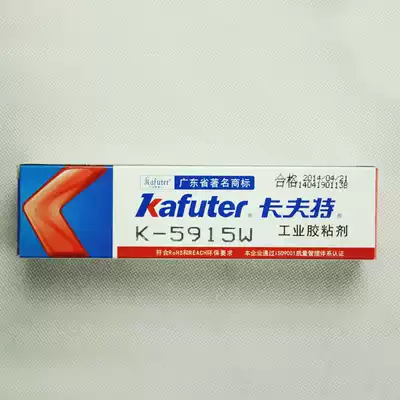 Kafuter
广东省著名商标
合格 2014/04/21
1404190113B
Kafuter® 卡夫特®
K-5915W 工业胶粘剂
符合RoHS和REACH环保要求 本企业通过ISO9001质量管理体系认证